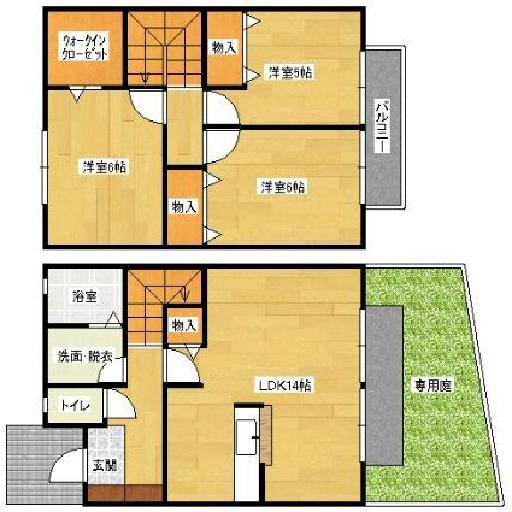 ウォークイン
クローゼット
物入
洋室5帖
バルコニー
洋室6帖
物入
洋室6帖
浴室
物入
洗面・脱衣
LDK14帖
専用庭
トイレ
玄関